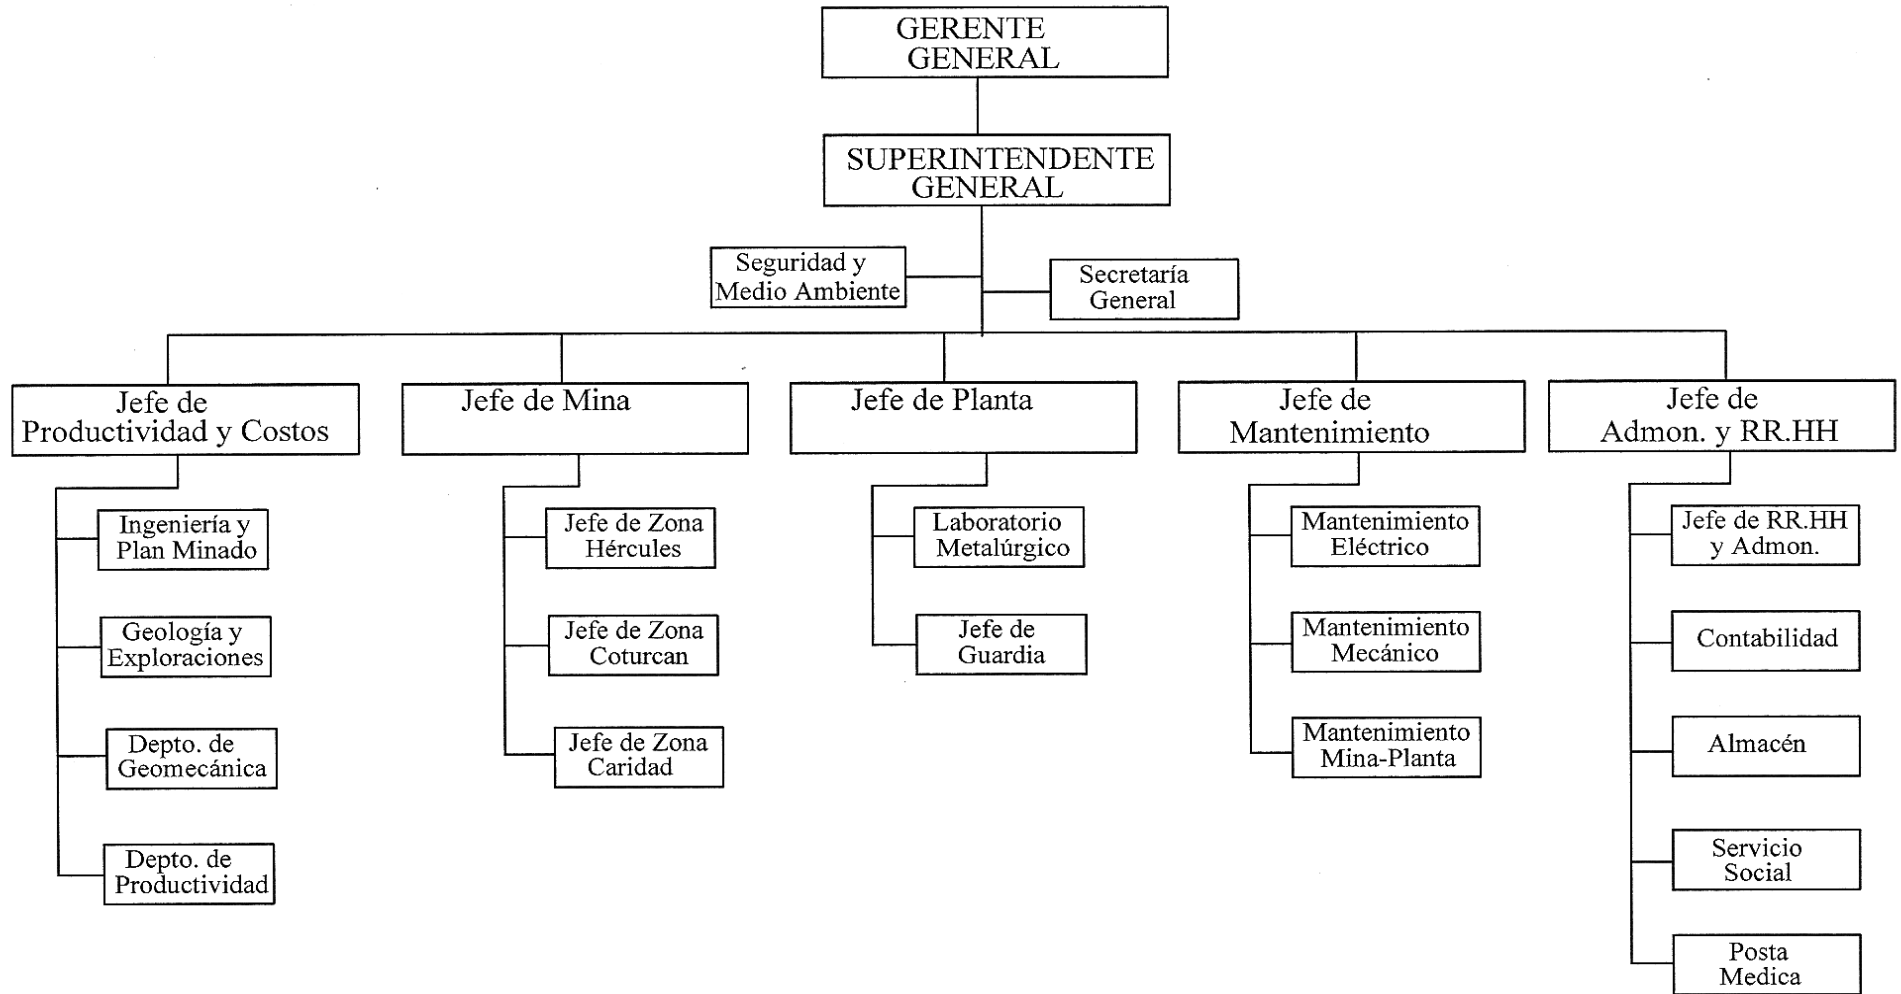 GERENTE
GENERAL
SUPERINTENDENTE
GENERAL
Seguridad y
Medio Ambiente
Secretaría
General
Jefe de
Productividad y Costos
Jefe de Mina
Jefe de Planta
Jefe de
Mantenimiento
Jefe de
Admon. y RR.HH
Ingeniería y
Plan Minado
Geología y
Exploraciones
Depto. de
Geomecánica
Depto. de
Productividad
Jefe de Zona
Hércules
Jefe de Zona
Coturcan
Jefe de Zona
Caridad
Laboratorio
Metalúrgico
Jefe de
Guardia
Mantenimiento
Eléctrico
Mantenimiento
Mecánico
Mantenimiento
Mina-Planta
Jefe de RR.HH
y Admon.
Contabilidad
Almacén
Servicio
Social
Posta
Medica